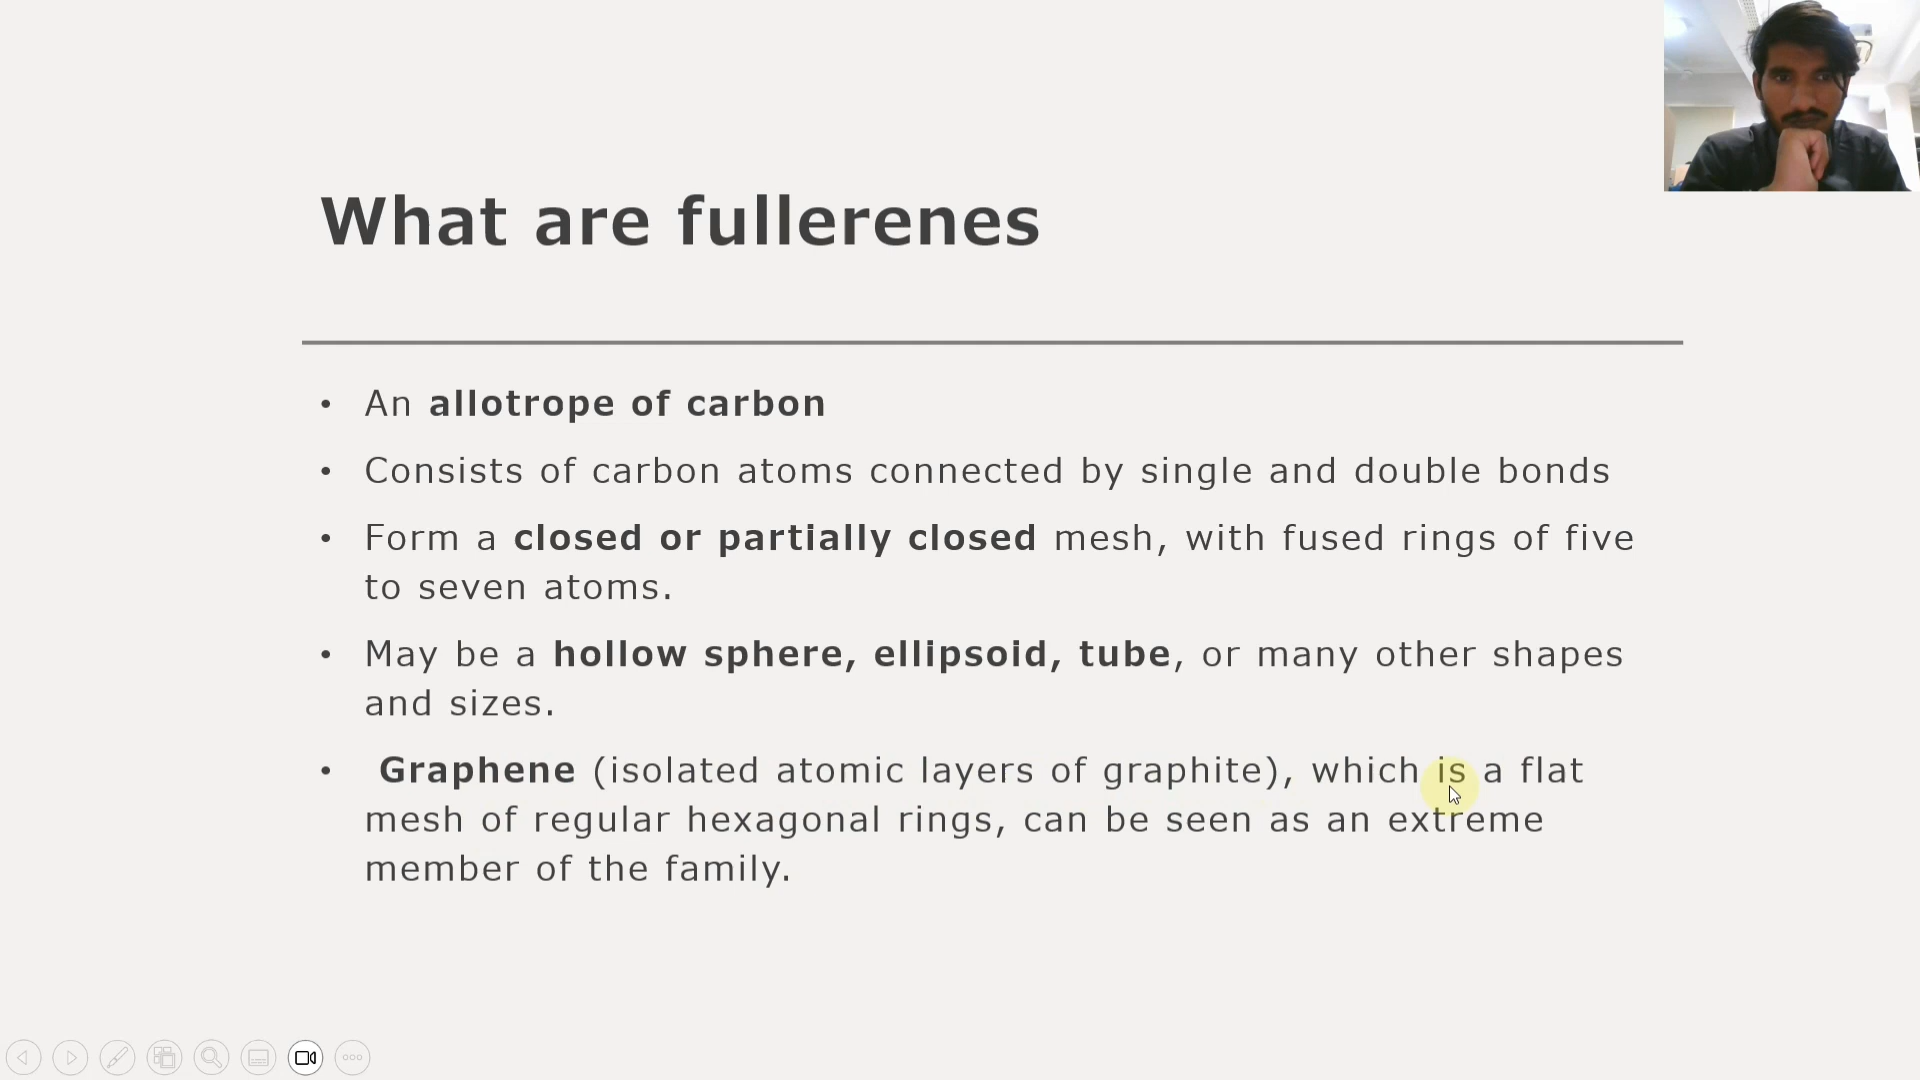 What are fullerenes
• An allotrope of carbon
• Consists of carbon atoms connected by single and double bonds
• Form a closed or partially closed mesh, with fused rings of five
to seven atoms.
• May be a hollow sphere, ellipsoid, tube, or many other shapes
and sizes.
• Graphene (isolated atomic layers of graphite), which is a flat
mesh of regular hexagonal rings, can be seen as an extreme
member of the family.